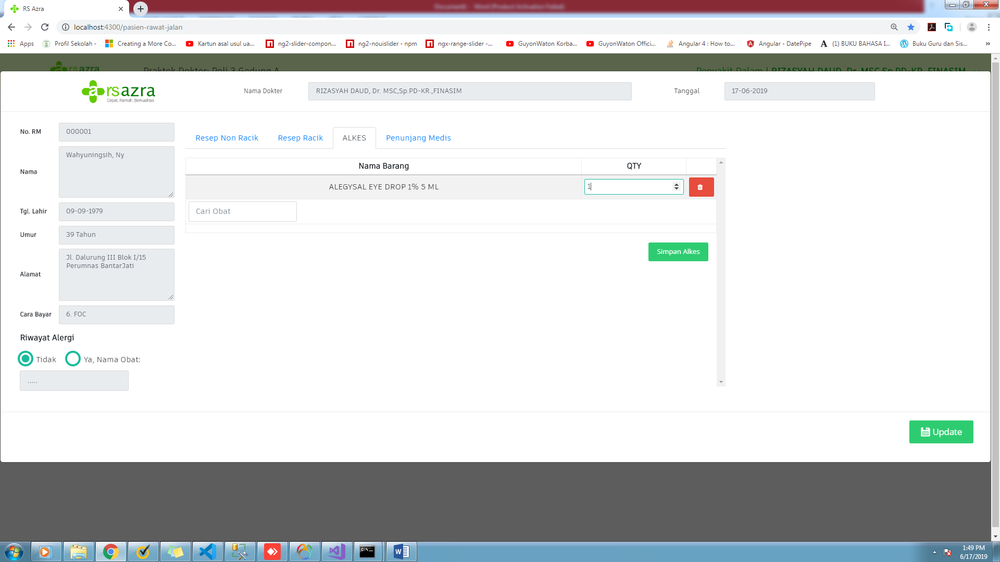 Document1 - Word (Product Activation Failed)
RS Azra
localhost:4300/pasien-rawat-jalan
Apps
Profil Sekolah -
Creating a More Co...
Kartun asal usul ua...
ng2-slider-compon...
ng2-nouislider - npm
ngx-range-slider -...
GuyonWaton Korba...
GuyonWaton Offici...
Angular 4 : How to...
Angular - DatePipe
(1) BUKU BAHASA I...
Buku Guru dan Sis...
»
rsazra
Praktek Dokter: Poli 3 Gedung A
Penyakit Dalam | RIZASYAH DAUD, Dr. MSC,Sp.PD-KR.,FINASIM
rsazra
Cepat, Ramah, Berkualitas
Nama Dokter
RIZASYAH DAUD, Dr. MSC,Sp.PD-KR.,FINASIM
Tanggal
17-06-2019
No. RM
000001
Nama
Wahyuningsih, Ny
Tgl. Lahir
09-09-1979
Umur
39 Tahun
Alamat
Jl. Dalurung III Blok I/15
Perumnas BantarJati
Cara Bayar
6. FOC
Riwayat Alergi
Tidak
Ya, Nama Obat:
.....
Resep Non Racik
Resep Racik
ALKES
Penunjang Medis
Nama Barang
QTY
ALEGYSAL EYE DROP 1% 5 ML
1
Cari Obat
Simpan Alkes
Update
1:49 PM
6/17/2019